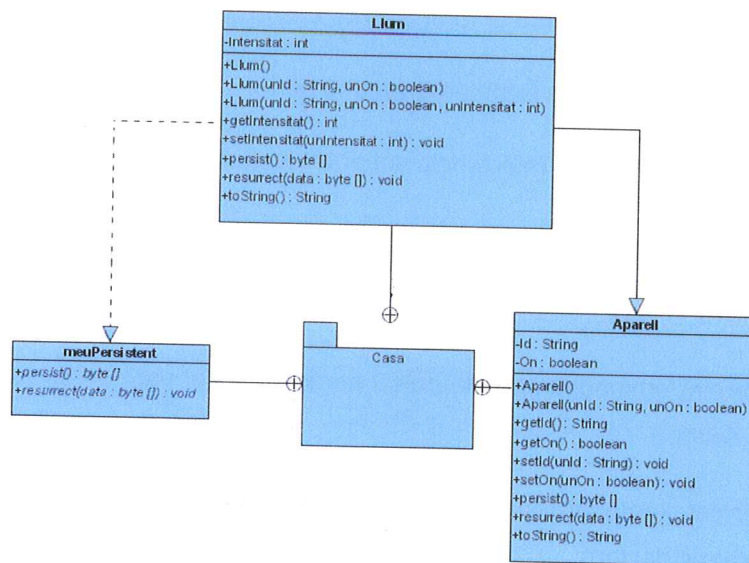 Llum
-Intensitat : int
+Llum()
+Llum(unId : String, unOn : boolean)
+Llum(unId : String, unOn : boolean, unIntensitat : int)
+getIntensitat() : int
+setIntensitat(unIntensitat : int) : void
+persist() : byte []
+resurrect(data : byte []) : void
+toString() : String
meuPersistent
+persist() : byte []
+resurrect(data : byte []) : void
Casa
Aparell
-Id : String
-On : boolean
+Aparell()
+Aparell(unId : String, unOn : boolean)
+getId() : String
+getOn() : boolean
+setId(unId : String) : void
+setOn(unOn : boolean) : void
+persist() : byte []
+resurrect(data : byte []) : void
+toString() : String